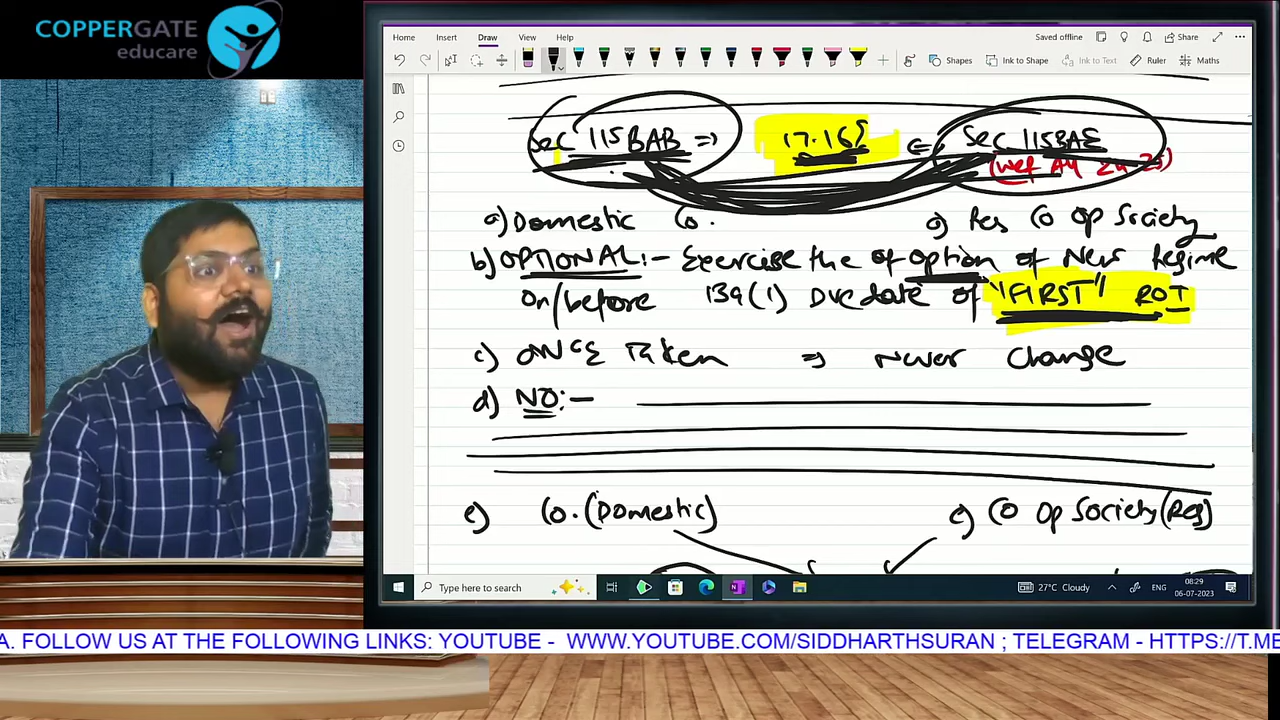 COPPERGATE
educare
Home Insert Draw View Help
Saved offline
Share
Shapes
Ink to Shape
Ink to Text
Ruler
Maths
Sec 115BAB => 17.16% <= Sec 115BAE
(wef AY 24-25)
a) Domestic Co.
a) Res Co Op Society
b) OPTIONAL:- Exercise the of option of New Regime
on/before 139(1) Due date of "FIRST" ROI
c) ONCE Taken => Never Change
d) NO:-
e) Co. (Domestic)
e) Co Op Society (Res)
Type here to search
27°C Cloudy
ENG
08:29
06-07-2023
A. FOLLOW US AT THE FOLLOWING LINKS: YOUTUBE - WWW.YOUTUBE.COM/SIDDHARTHSURAN ; TELEGRAM - HTTPS://T.ME